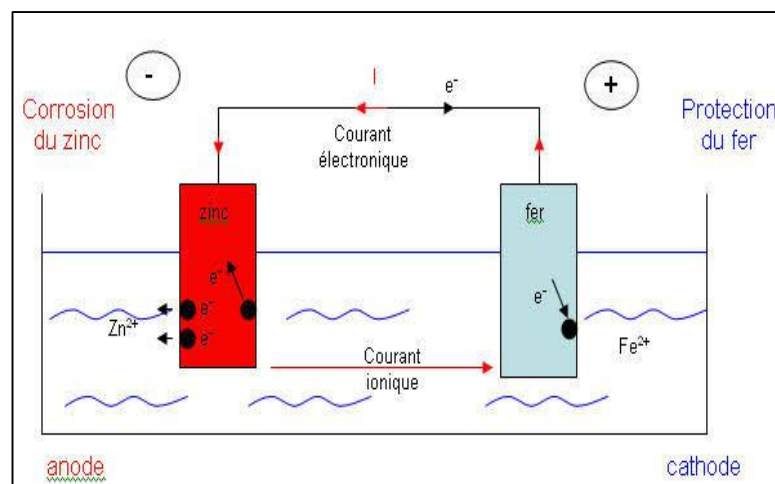 -
I
e-
+
Corrosion
du zinc
Courant
électronique
Protection
du fer
zinc
fer
e-
e-
e-
e-
Zn2+
Courant
ionique
Fe2+
anode
cathode